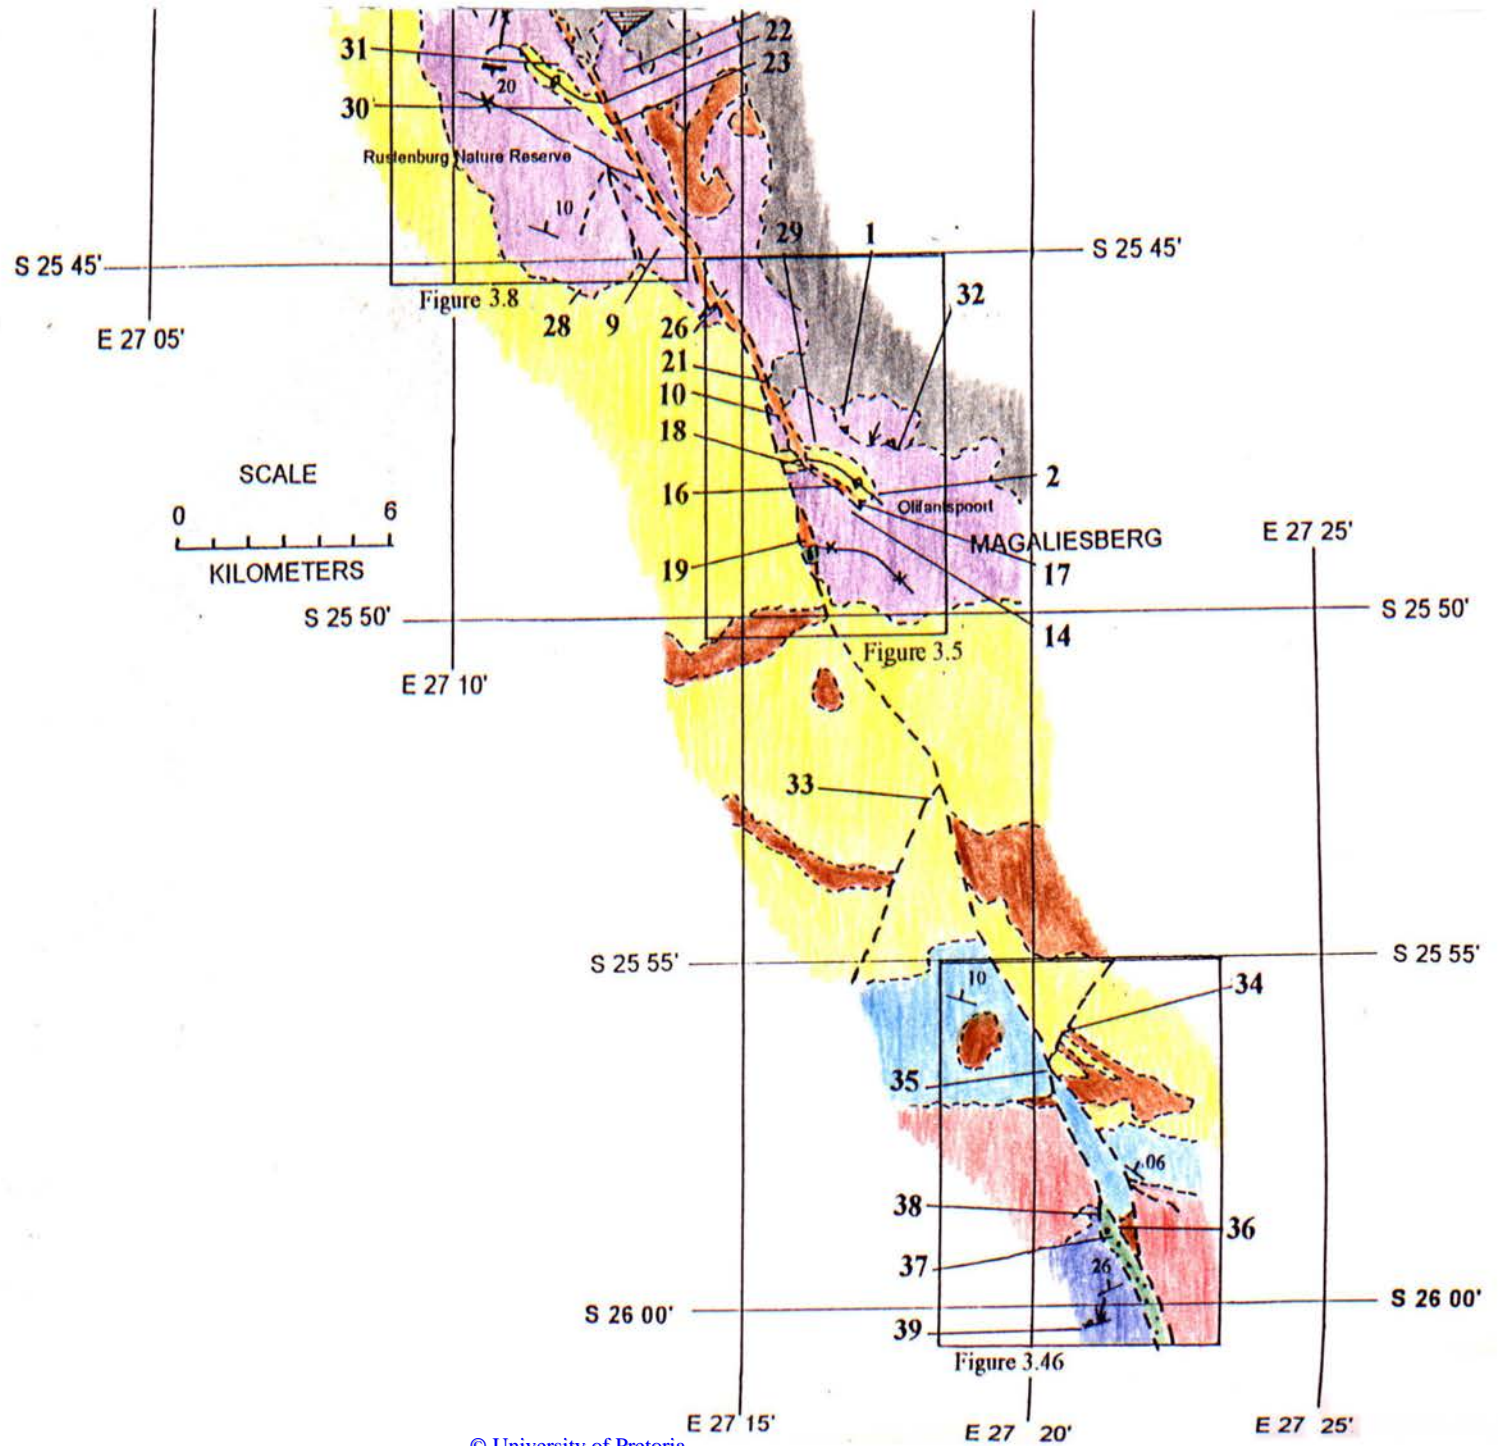 22
31
23
20
30
Rustenburg Nature Reserve
10
29
1
S 25 45'
S 25 45'
Figure 3.8
32
28
9
26
E 27 05'
21
10
18
SCALE
2
16
0
6
Olifantspoort
E 27 25'
MAGALIESBERG
19
17
KILOMETERS
S 25 50'
S 25 50'
14
Figure 3.5
E 27 10'
33
S 25 55'
S 25 55'
10
34
35
06
38
36
37
26
S 26 00'
S 26 00'
39
Figure 3.46
E 27 15'
E 27 20'
E 27 25'
© University of Pretoria